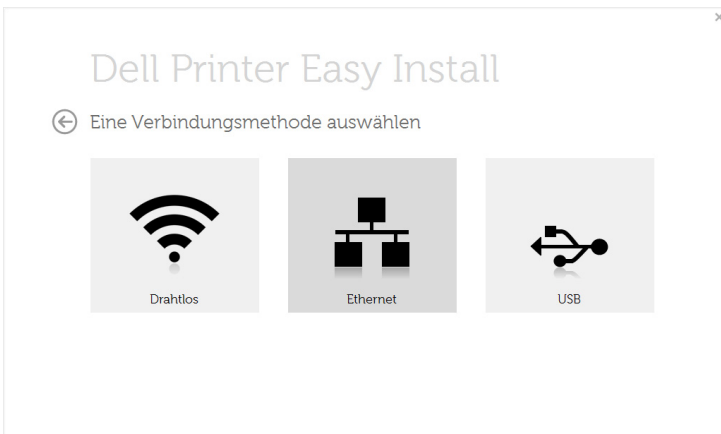 Dell Printer Easy Install
Eine Verbindungsmethode auswählen
Drahtlos
Ethernet
USB